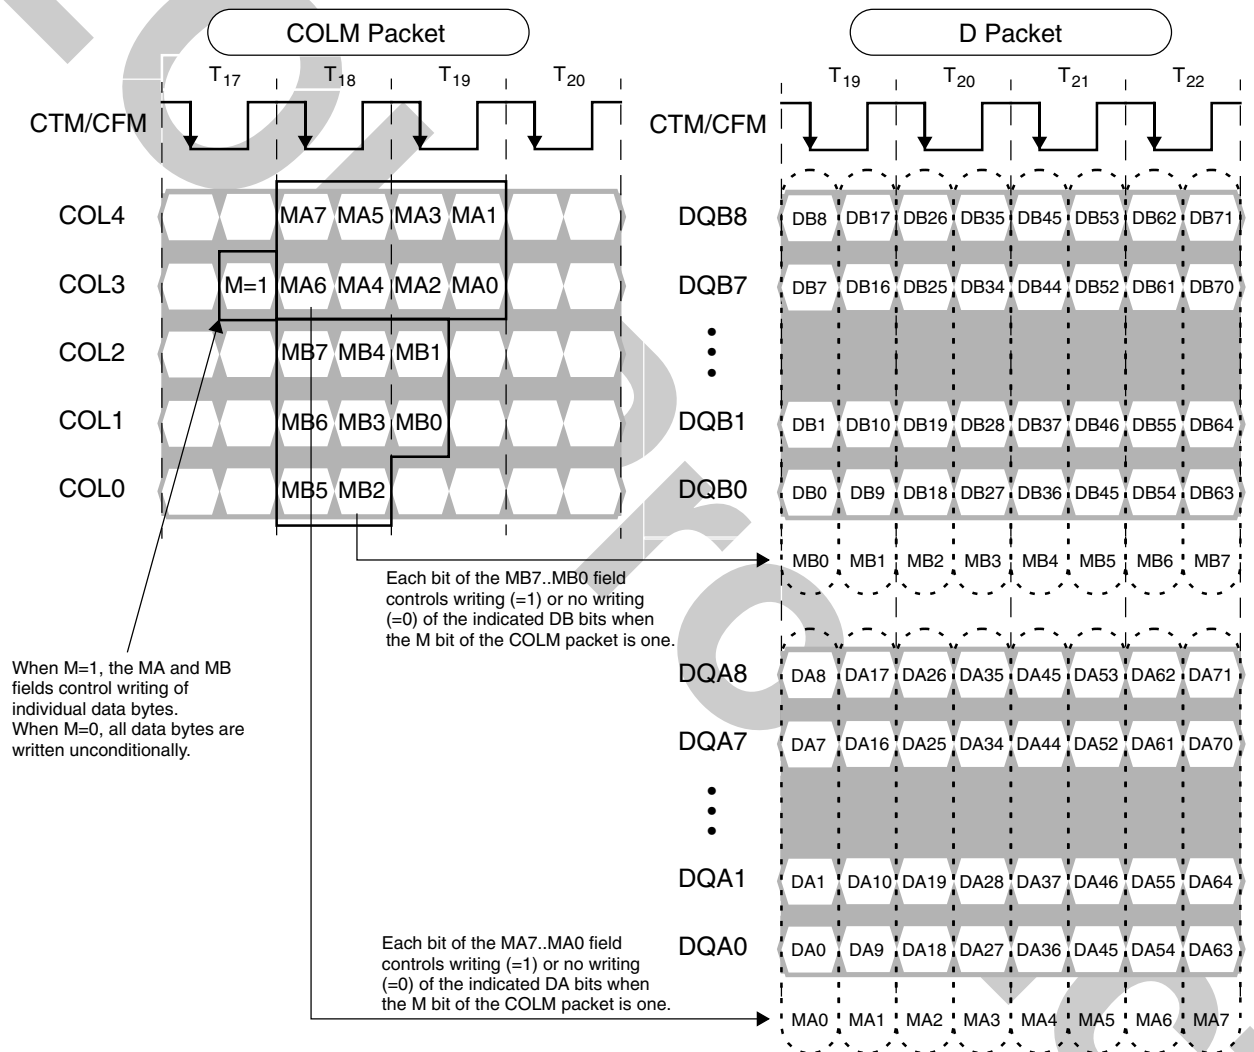 COLM Packet
T17 T18 T19 T20
CTM/CFM
COL4 MA7 MA5 MA3 MA1
COL3 M=1 MA6 MA4 MA2 MA0
COL2 MB7 MB4 MB1
COL1 MB6 MB3 MB0
COL0 MB5 MB2
Each bit of the MB7..MB0 field
controls writing (=1) or no writing
(=0) of the indicated DB bits when
the M bit of the COLM packet is one.
When M=1, the MA and MB
fields control writing of
individual data bytes.
When M=0, all data bytes are
written unconditionally.
Each bit of the MA7..MA0 field
controls writing (=1) or no writing
(=0) of the indicated DA bits when
the M bit of the COLM packet is one.
D Packet
T19 T20 T21 T22
CTM/CFM
DQB8 DB8 DB17 DB26 DB35 DB45 DB53 DB62 DB71
DQB7 DB7 DB16 DB25 DB34 DB44 DB52 DB61 DB70
DQB1 DB1 DB10 DB19 DB28 DB37 DB46 DB55 DB64
DQB0 DB0 DB9 DB18 DB27 DB36 DB45 DB54 DB63
MB0 MB1 MB2 MB3 MB4 MB5 MB6 MB7
DQA8 DA8 DA17 DA26 DA35 DA45 DA53 DA62 DA71
DQA7 DA7 DA16 DA25 DA34 DA44 DA52 DA61 DA70
DQA1 DA1 DA10 DA19 DA28 DA37 DA46 DA55 DA64
DQA0 DA0 DA9 DA18 DA27 DA36 DA45 DA54 DA63
MA0 MA1 MA2 MA3 MA4 MA5 MA6 MA7